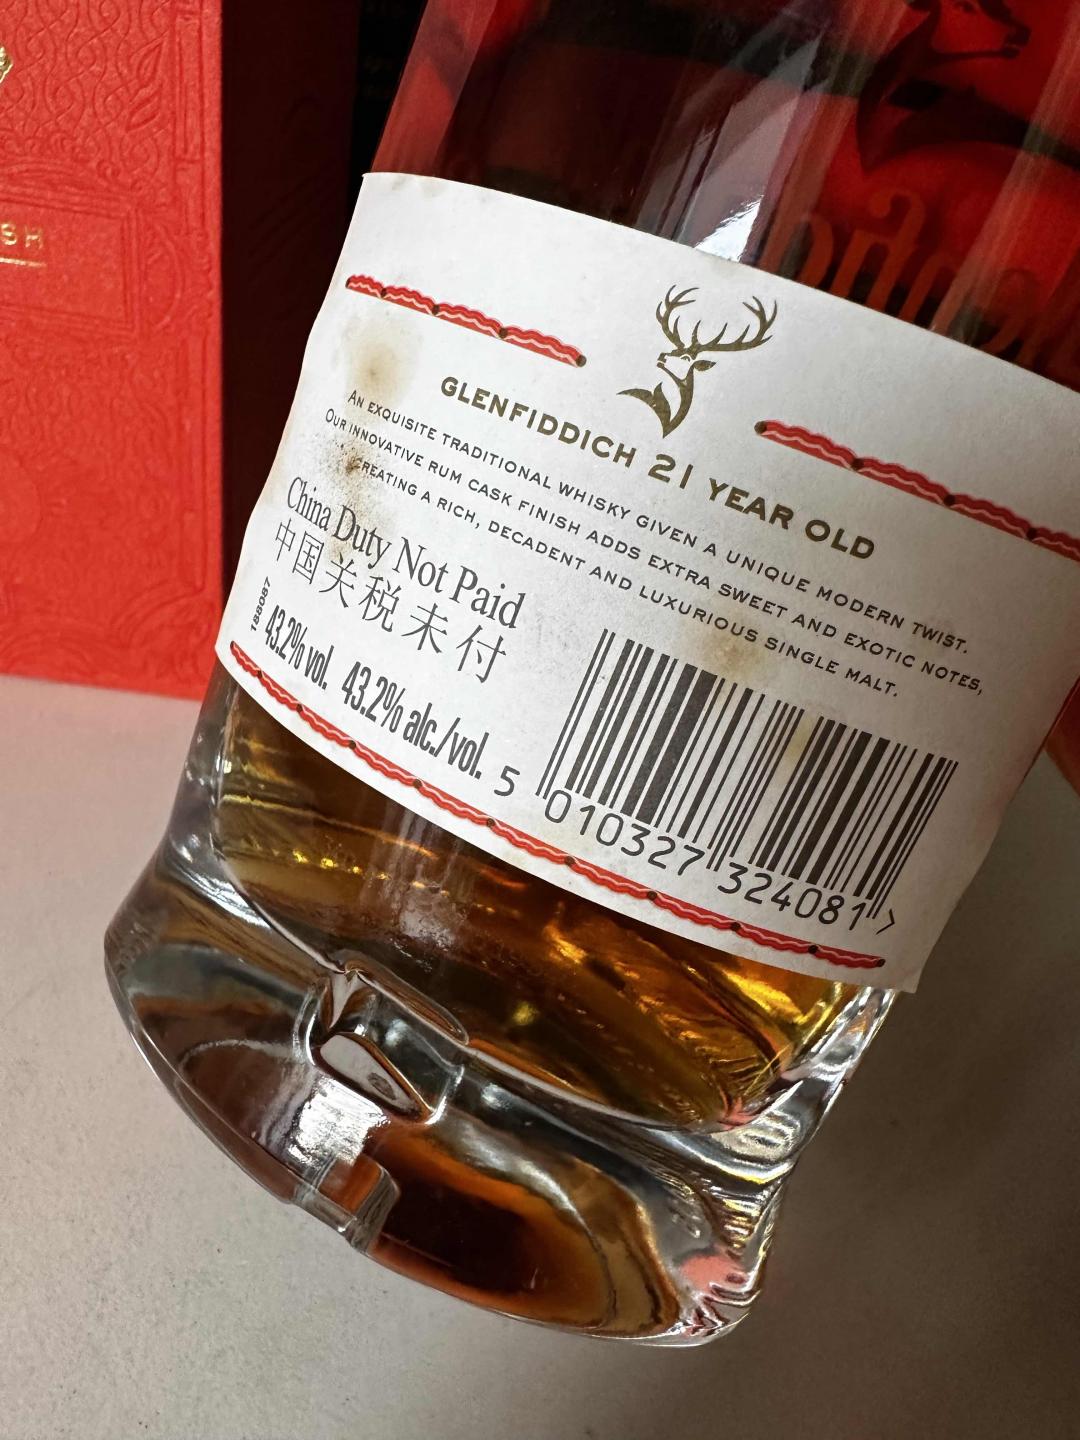 SH
GLENFIDDICH 21 YEAR OLD
AN EXQUISITE TRADITIONAL WHISKY GIVEN A UNIQUE MODERN TWIST.
OUR INNOVATIVE RUM CASK FINISH ADDS EXTRA SWEET AND EXOTIC NOTES,
CREATING A RICH, DECADENT AND LUXURIOUS SINGLE MALT.
China Duty Not Paid
中国关税未付
188087
43.2% vol. 43.2% alc./vol.
5 010327 324081 >